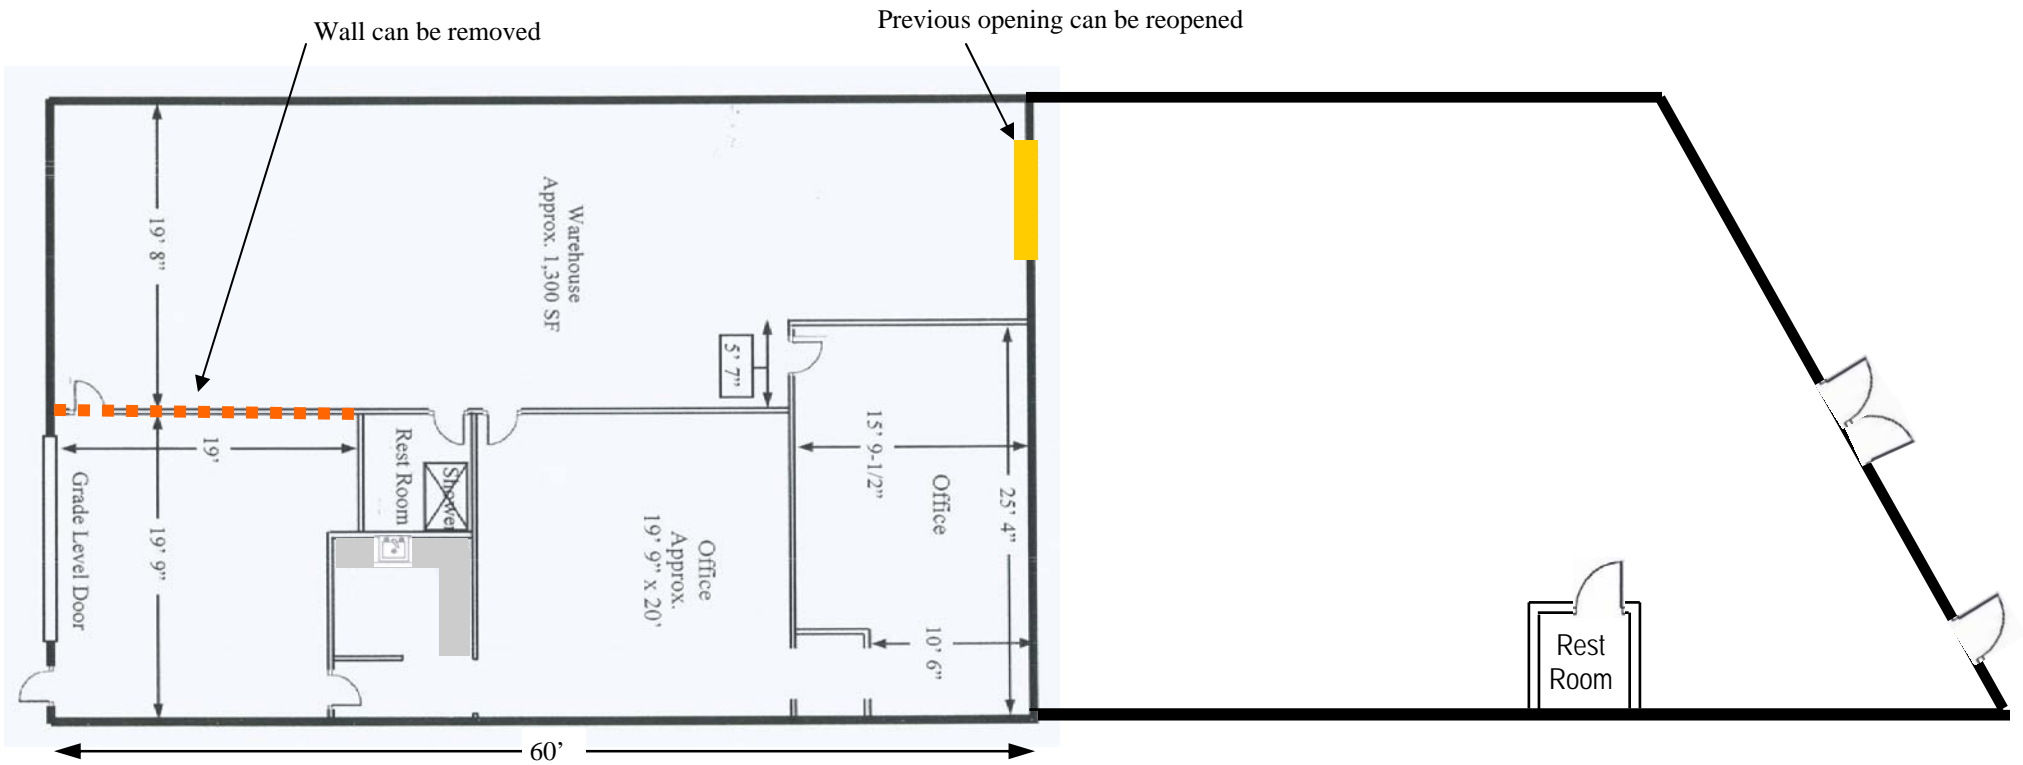 Wall can be removed
Previous opening can be reopened
19' 8"
Warehouse
Approx. 1,300 SF
5' 7"
19'
Rest Room
Shower
15' 9-1/2"
Office
25' 4"
Grade Level Door
19' 9"
Office
Approx.
19' 9" x 20'
10' 6"
Rest
Room
60'